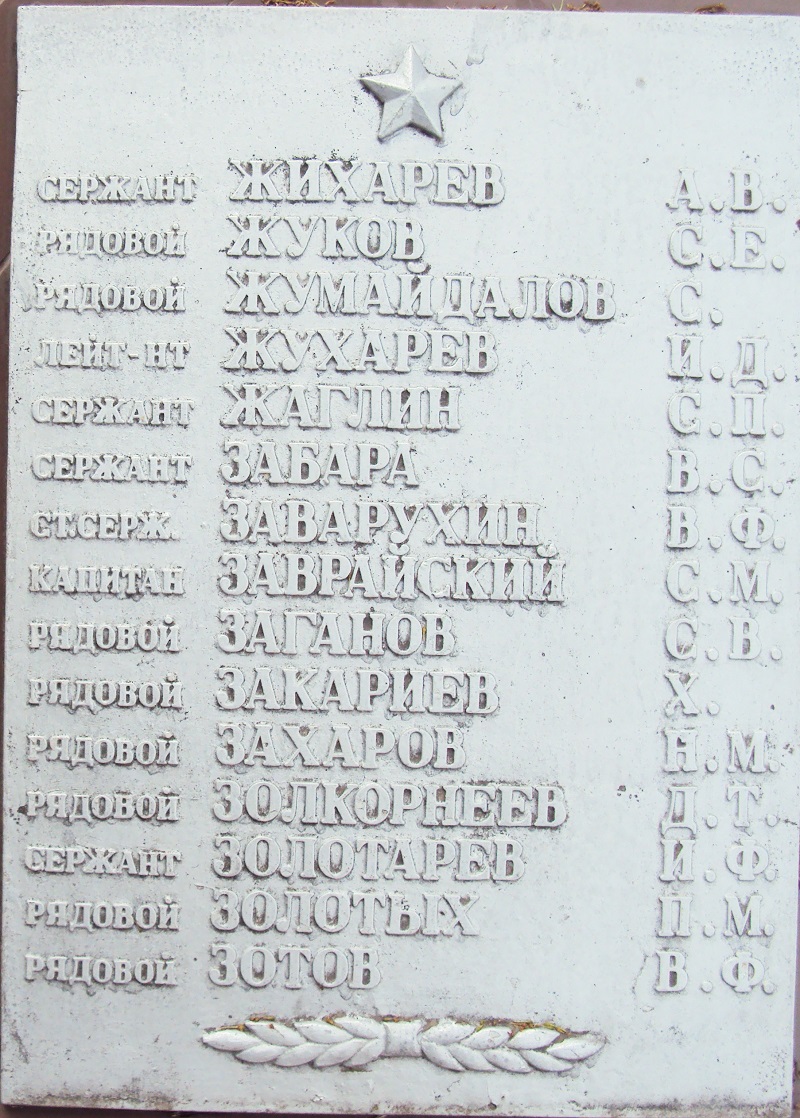 СЕРЖАНТ ЖИХАРЕВ А.В.
РЯДОВОЙ ЖУКОВ С.Е.
РЯДОВОЙ ЖУМАЙДАЛОВ С.
ЛЕЙТ-НТ ЖУХАРЕВ И.Д.
СЕРЖАНТ ЖАГЛИН С.П.
СЕРЖАНТ ЗАБАРА В.С.
СТ.СЕРЖ. ЗАВАРУХИН В.Ф.
КАПИТАН ЗАВРАЙСКИЙ С.М.
РЯДОВОЙ ЗАГАНОВ С.В.
РЯДОВОЙ ЗАКАРИЕВ Х.
РЯДОВОЙ ЗАХАРОВ Н.М.
РЯДОВОЙ ЗОЛКОРНЕЕВ Д.Т.
СЕРЖАНТ ЗОЛОТАРЕВ И.Ф.
РЯДОВОЙ ЗОЛОТЫХ П.М.
РЯДОВОЙ ЗОТОВ В.Ф.